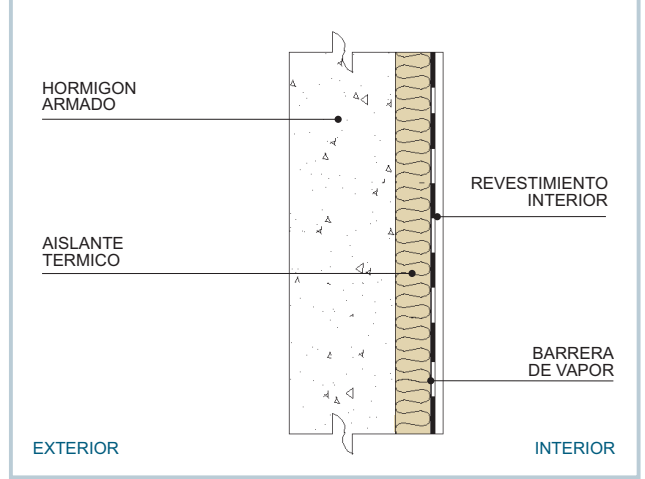 HORMIGON
ARMADO
REVESTIMIENTO
INTERIOR
AISLANTE
TERMICO
BARRERA
DE VAPOR
EXTERIOR
INTERIOR